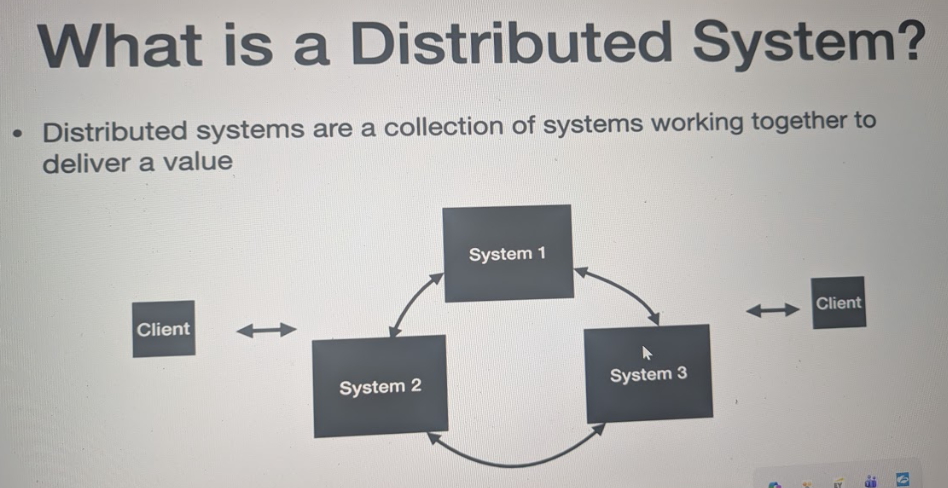 What is a Distributed System?
• Distributed systems are a collection of systems working together to
deliver a value
System 1
Client
Client
System 2
System 3